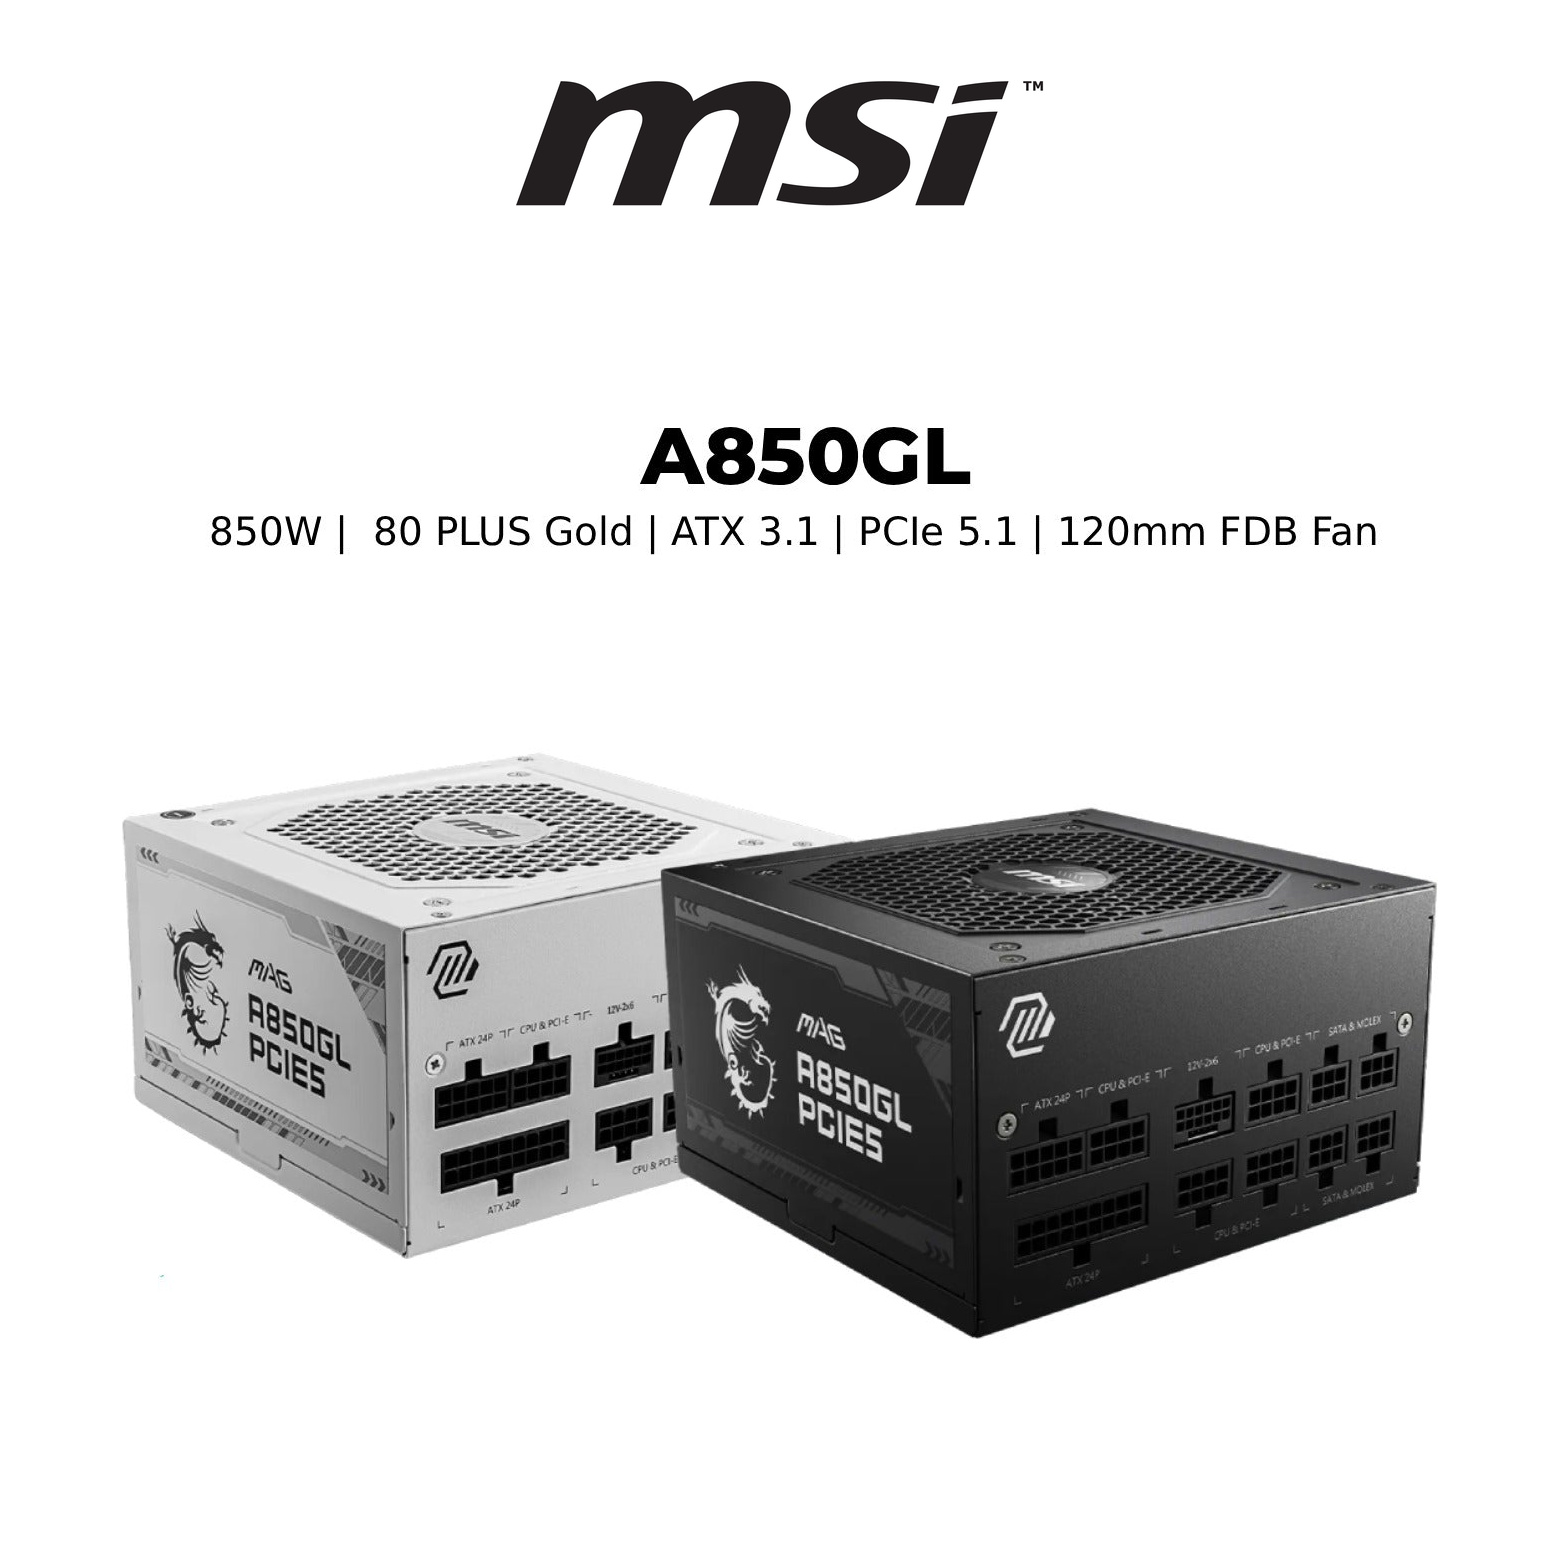 msi™
A850GL
850W | 80 PLUS Gold | ATX 3.1 | PCIe 5.1 | 120mm FDB Fan
msi
MAG
A850GL
PCIE5
ATX 24P
CPU & PCI-E
12V-2x6
ATX 24P
CPU & PCI-E
msi
MAG
A850GL
PCIE5
ATX 24P
CPU & PCI-E
12V-2x6
CPU & PCI-E
SATA & MOLEX
ATX 24P
CPU & PCI-E
SATA & MOLEX